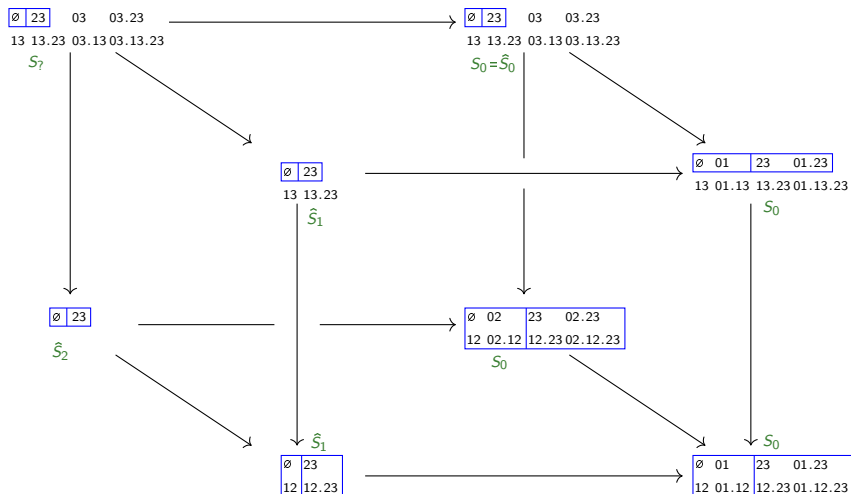 ø 23 03 03.23
13 13.23 03.13 03.13.23
S?
ø 23 03 03.23
13 13.23 03.13 03.13.23
S₀=Ŝ₀
ø 23
13 13.23
Ŝ₁
ø 01 23 01.23
13 01.13 13.23 01.13.23
S₀
ø 23
Ŝ₂
ø 02 23 02.23
12 02.12 12.23 02.12.23
S₀
Ŝ₁
ø 23
12 12.23
S₀
ø 01 23 01.23
12 01.12 12.23 01.12.23